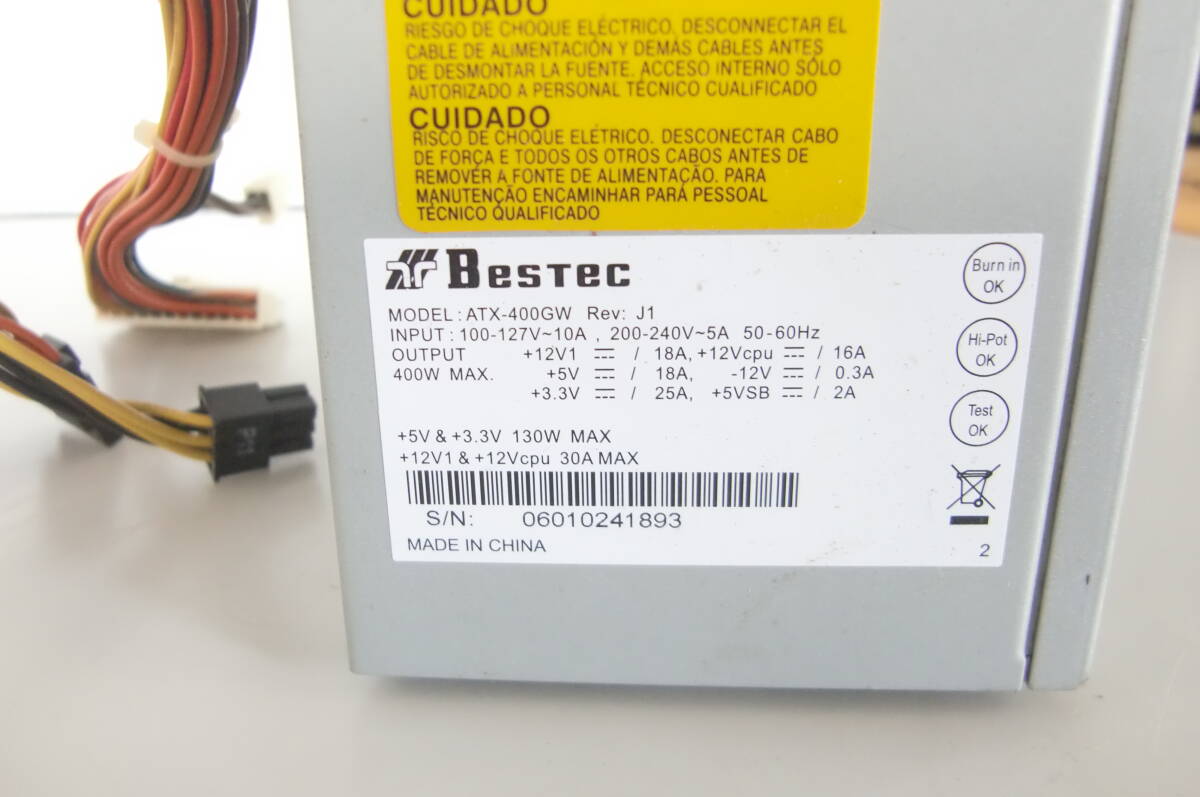 CUIDADO
RIESGO DE CHOQUE ELÉCTRICO. DESCONNECTAR EL
CABLE DE ALIMENTACIÓN Y DEMÁS CABLES ANTES
DE DESMONTAR LA FUENTE. ACCESO INTERNO SÓLO
AUTORIZADO A PERSONAL TÉCNICO CUALIFICADO
CUIDADO
RISCO DE CHOQUE ELÉTRICO. DESCONECTAR CABO
DE FORÇA E TODOS OS OTROS CABOS ANTES DE
REMOVER A FONTE DE ALIMENTAÇÃO. PARA
MANUTENÇÃO ENCAMINHAR PARA PESSOAL
TÉCNICO QUALIFICADO
BESTEC
MODEL: ATX-400GW Rev: J1
INPUT: 100-127V~10A , 200-240V~5A 50-60Hz
OUTPUT +12V1 ⎓ / 18A, +12Vcpu ⎓ / 16A
400W MAX. +5V ⎓ / 18A, -12V ⎓ / 0.3A
+3.3V ⎓ / 25A, +5VSB ⎓ / 2A
+5V & +3.3V 130W MAX
+12V1 & +12Vcpu 30A MAX
S/N: 06010241893
MADE IN CHINA
Burn in
OK
Hi-Pot
OK
Test
OK
2